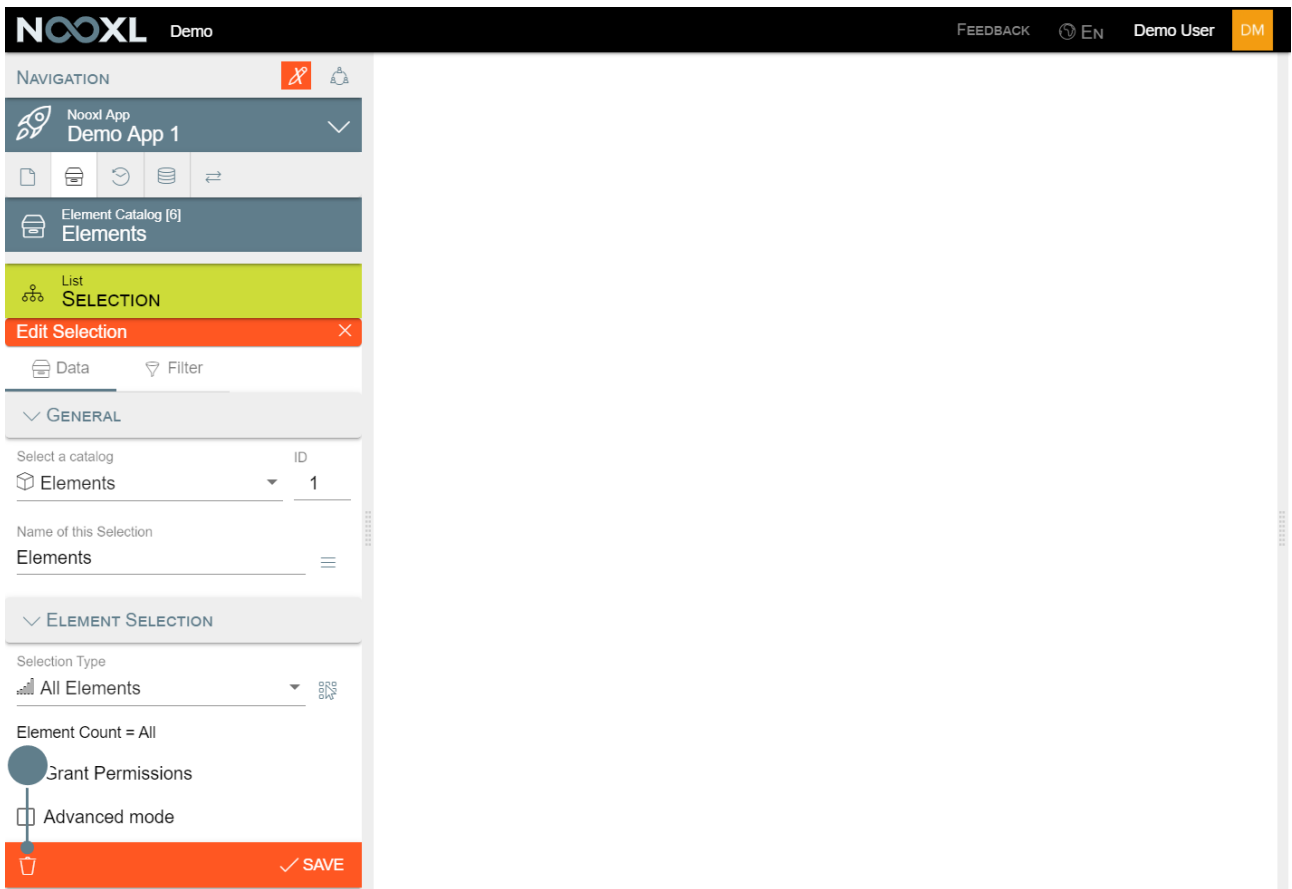 NOOXL Demo FEEDBACK EN Demo User DM
NAVIGATION
Nooxl App
Demo App 1
Element Catalog [6]
Elements
List
SELECTION
Edit Selection
Data Filter
GENERAL
Select a catalog ID
Elements 1
Name of this Selection
Elements
ELEMENT SELECTION
Selection Type
All Elements
Element Count = All
Grant Permissions
Advanced mode
SAVE